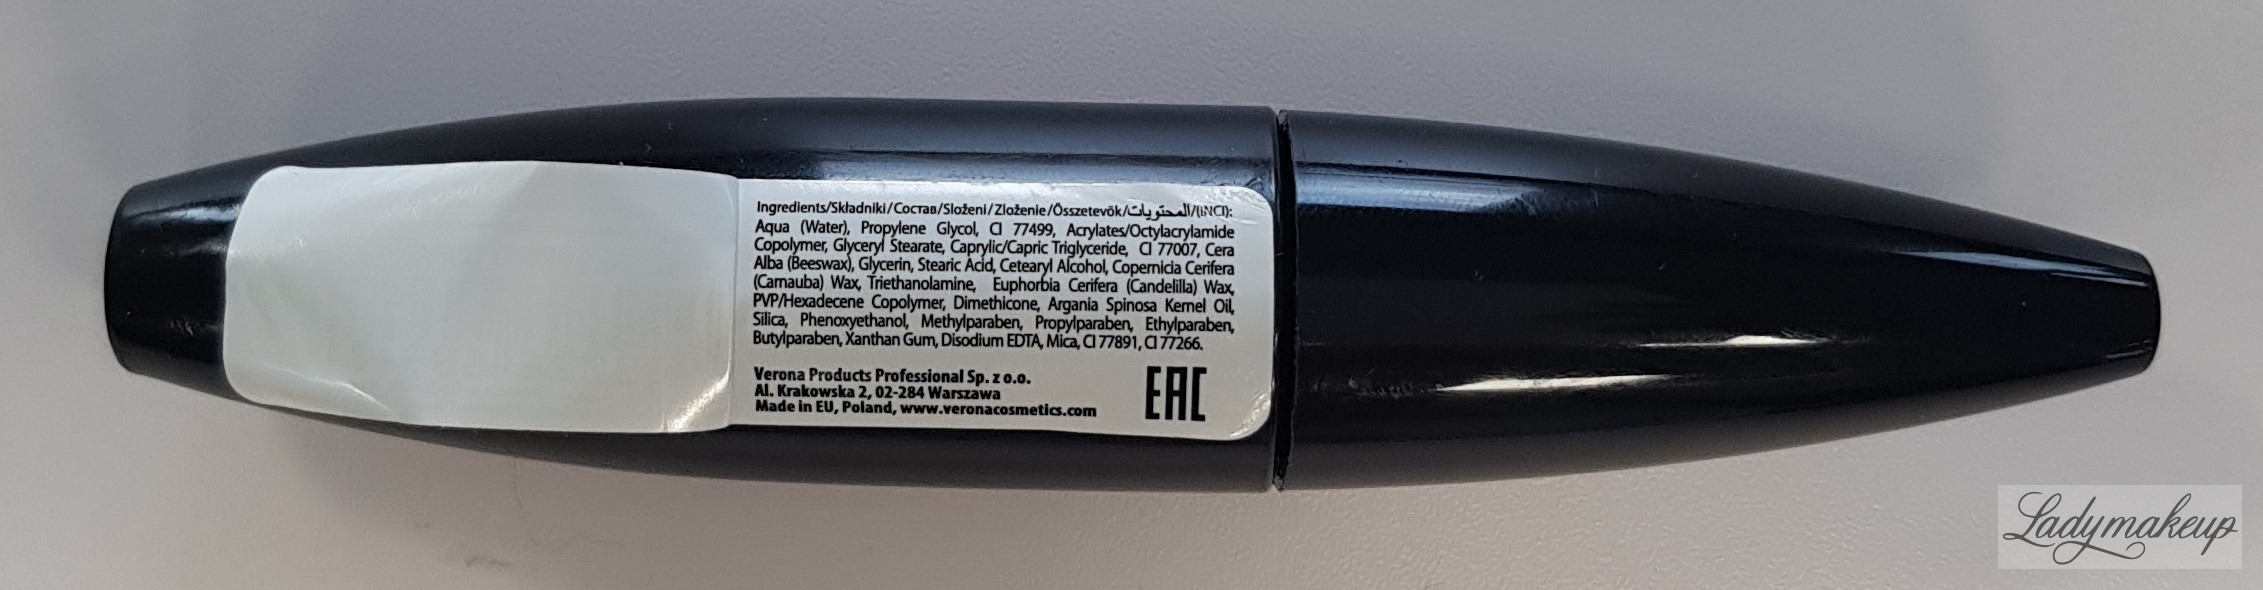 Ingredients/Składniki/Состав/Složení/Zloženie/Összetevők/المحتويات/(INCI):
Aqua (Water), Propylene Glycol, CI 77499, Acrylates/Octylacrylamide
Copolymer, Glyceryl Stearate, Caprylic/Capric Triglyceride, CI 77007, Cera
Alba (Beeswax), Glycerin, Stearic Acid, Cetearyl Alcohol, Copernicia Cerifera
(Carnauba) Wax, Triethanolamine, Euphorbia Cerifera (Candelilla) Wax,
PVP/Hexadecene Copolymer, Dimethicone, Argania Spinosa Kernel Oil,
Silica, Phenoxyethanol, Methylparaben, Propylparaben, Ethylparaben,
Butylparaben, Xanthan Gum, Disodium EDTA, Mica, CI 77891, CI 77266.
Verona Products Professional Sp. z o.o.
Al. Krakowska 2, 02-284 Warszawa
Made in EU, Poland, www.veronacosmetics.com
EAC
Ladymakeup